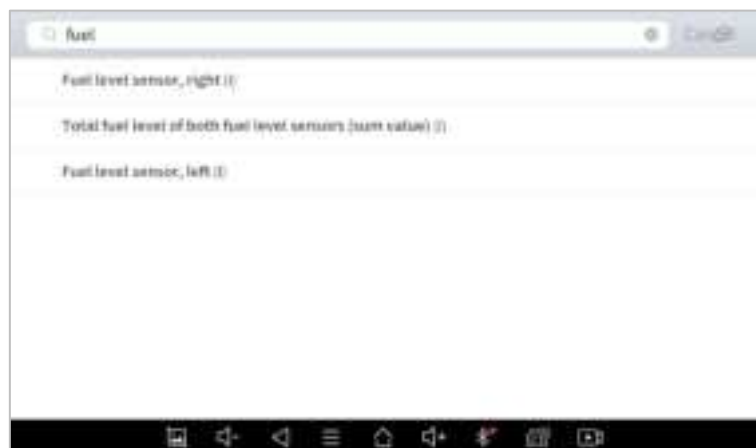 fuel
Fuel level sensor, right
Total fuel level of both fuel level sensors (sum value)
Fuel level sensor, left